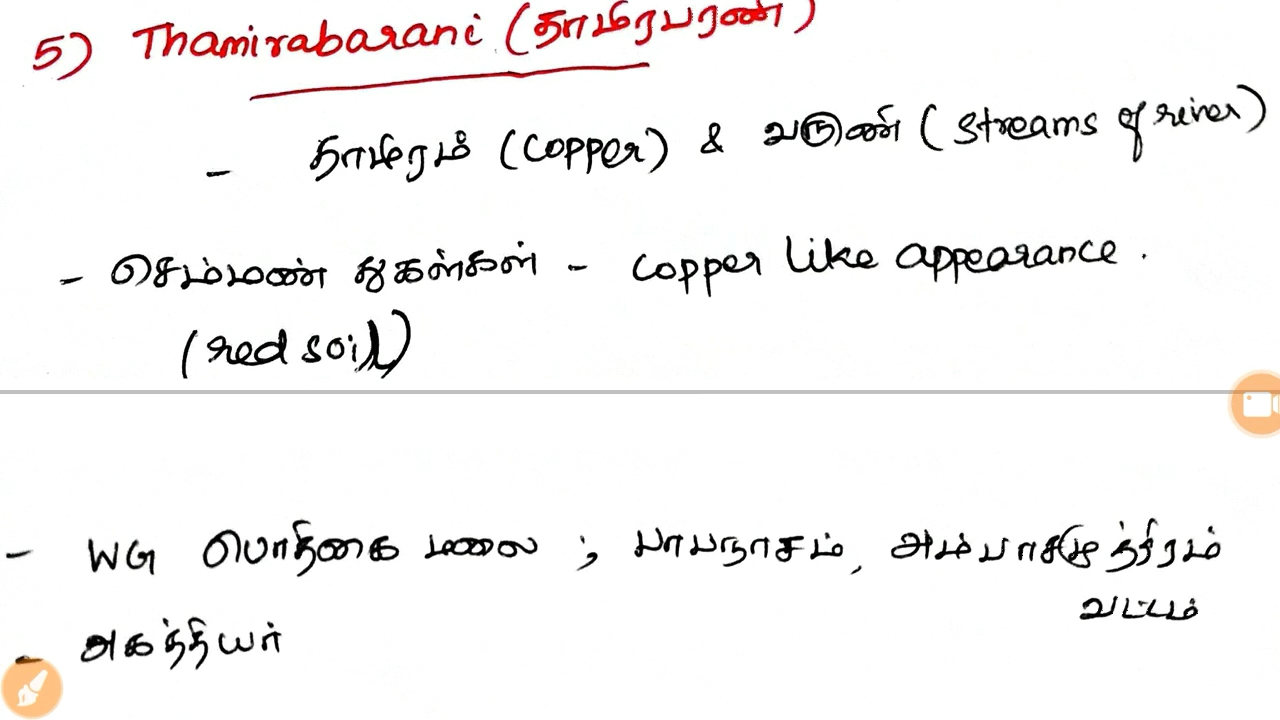 5) Thamirabarani (தாமிரபரணி)
- தாமிரம் (copper) & வருணி (streams of river)
- செம்மண் துகள்கள் - copper like appearance.
(red soil)
- WG பொதிகை மலை ; பாபநாசம், அம்பாசமுத்திரம்
வட்டம்
- அகத்தியர்